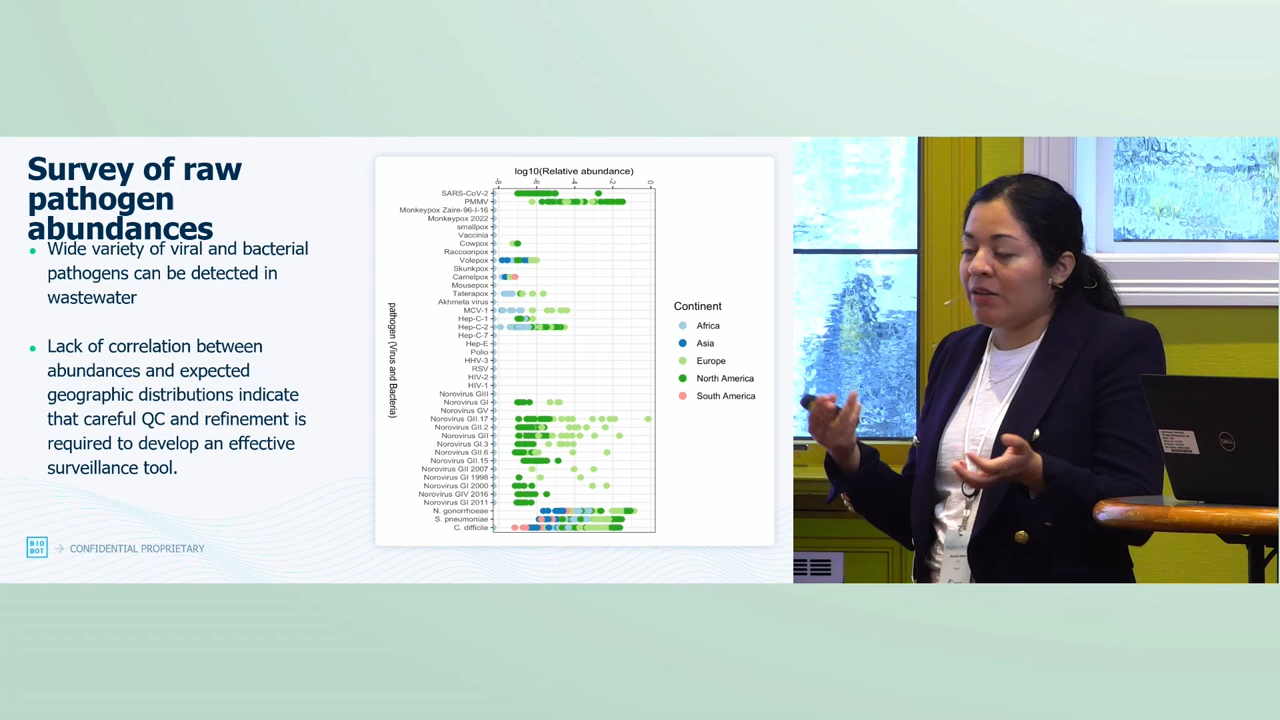 Survey of raw
pathogen
abundances
• Wide variety of viral and bacterial
pathogens can be detected in
wastewater
• Lack of correlation between
abundances and expected
geographic distributions indicate
that careful QC and refinement is
required to develop an effective
surveillance tool.
BIO
BOT
→ CONFIDENTIAL PROPRIETARY
log10(Relative abundance)
-8 -6 -4 -2 0
pathogen (Virus and Bacteria)
SARS-CoV-2
PMMV
Monkeypox Zaire-96-I-16
Monkeypox 2022
smallpox
Vaccinia
Cowpox
Raccoonpox
Volepox
Skunkpox
Camelpox
Mousepox
Taterapox
Akhmeta virus
MCV-1
Hep-C-1
Hep-C-2
Hep-C-7
Hep-E
Polio
HHV-3
RSV
HIV-2
HIV-1
Norovirus GIII
Norovirus GI
Norovirus GV
Norovirus GII.17
Norovirus GII.2
Norovirus GII
Norovirus GI.3
Norovirus GII.6
Norovirus GII.15
Norovirus GII 2007
Norovirus GI 1998
Norovirus GI 2000
Norovirus GIV 2016
Norovirus GI 2011
N. gonorrhoeae
S. pneumoniae
C. difficile
Continent
Africa
Asia
Europe
North America
South America
DELL